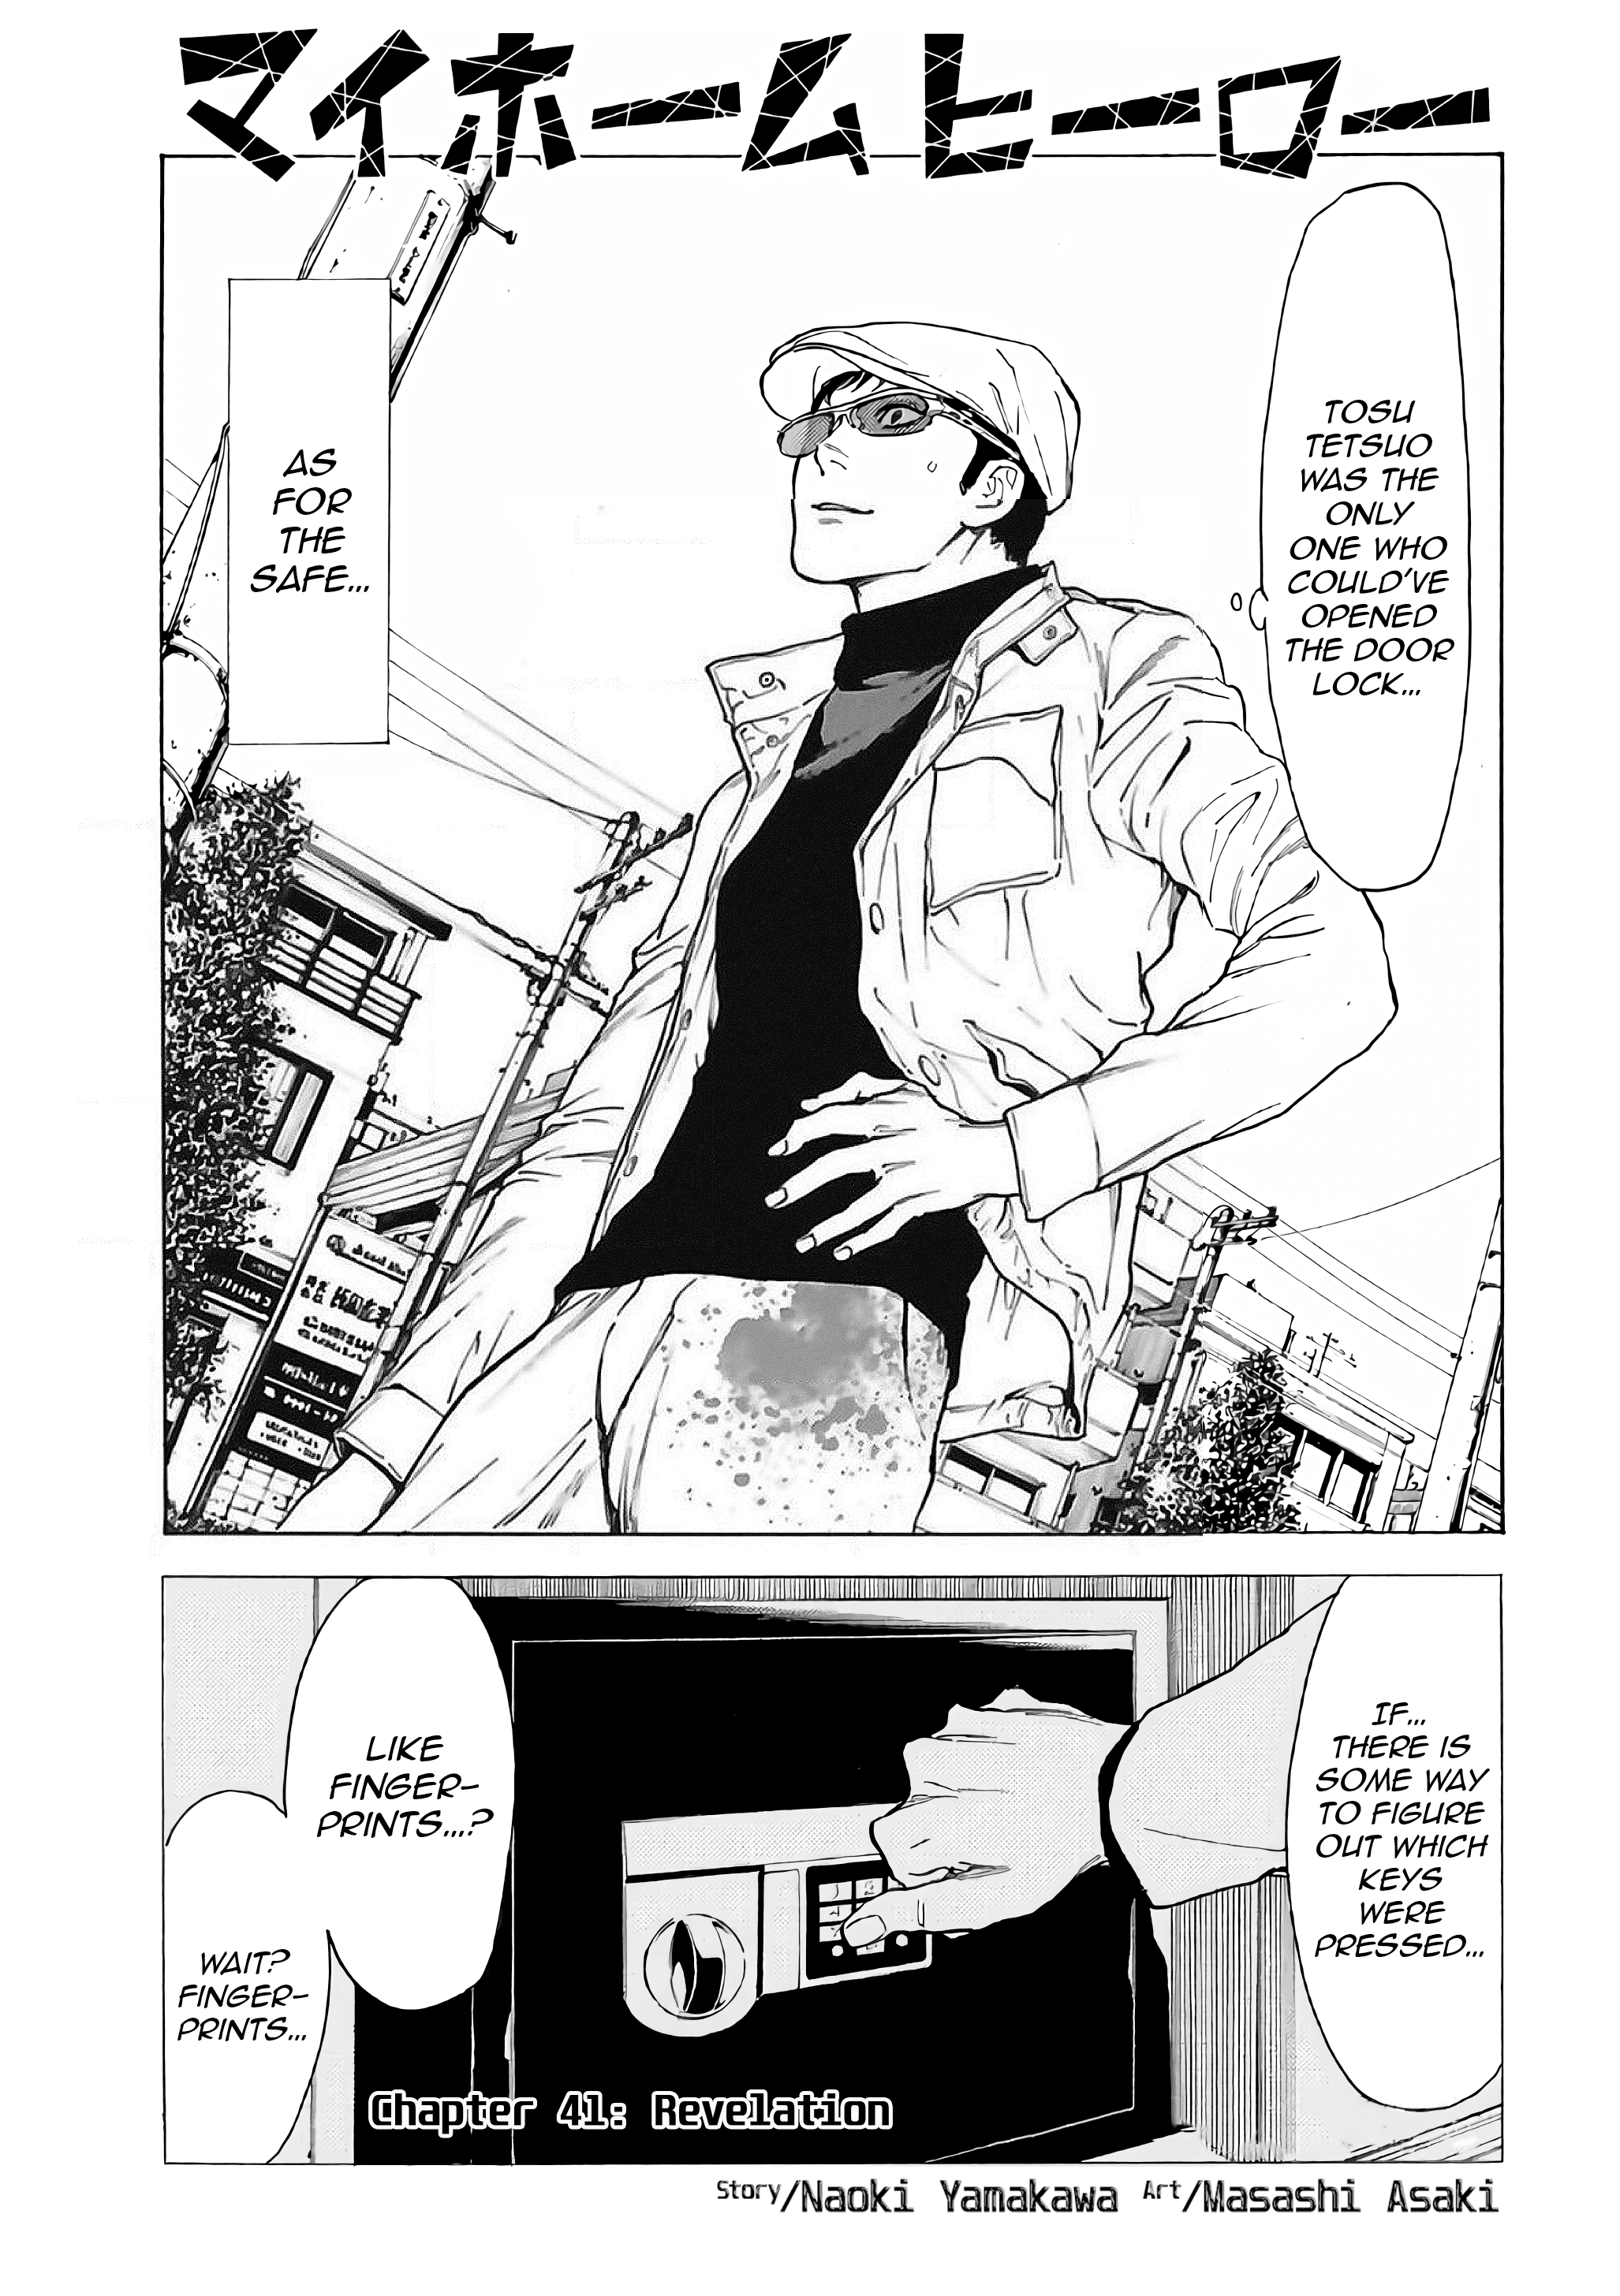 マイホームヒーロー
TOSU
TETSUO
WAS THE
ONLY
ONE WHO
COULD'VE
OPENED
THE DOOR
LOCK...
AS
FOR
THE
SAFE...
IF...
THERE IS
SOME WAY
TO FIGURE
OUT WHICH
KEYS
WERE
PRESSED...
LIKE
FINGER-
PRINTS...?
WAIT?
FINGER-
PRINTS...
Chapter 41: Revelation
Story/Naoki Yamakawa Art/Masashi Asaki